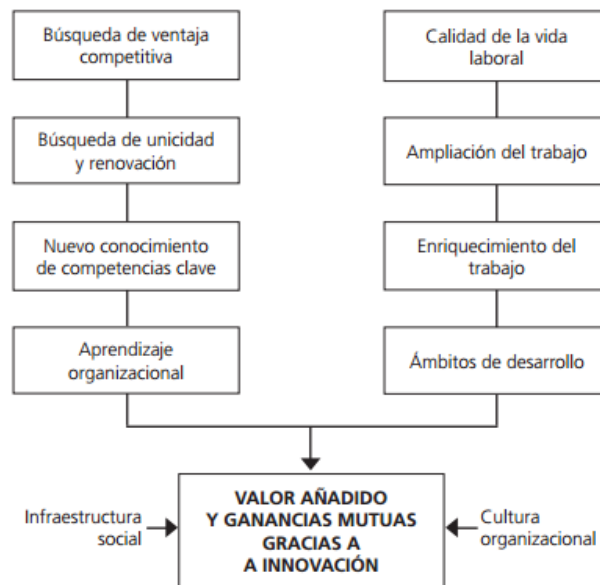 Búsqueda de ventaja
competitiva
Calidad de la vida
laboral
Búsqueda de unicidad
y renovación
Ampliación del trabajo
Nuevo conocimiento
de competencias clave
Enriquecimiento del
trabajo
Aprendizaje
organizacional
Ámbitos de desarrollo
Infraestructura
social
VALOR AÑADIDO
Y GANANCIAS MUTUAS
GRACIAS A
A INNOVACIÓN
Cultura
organizacional